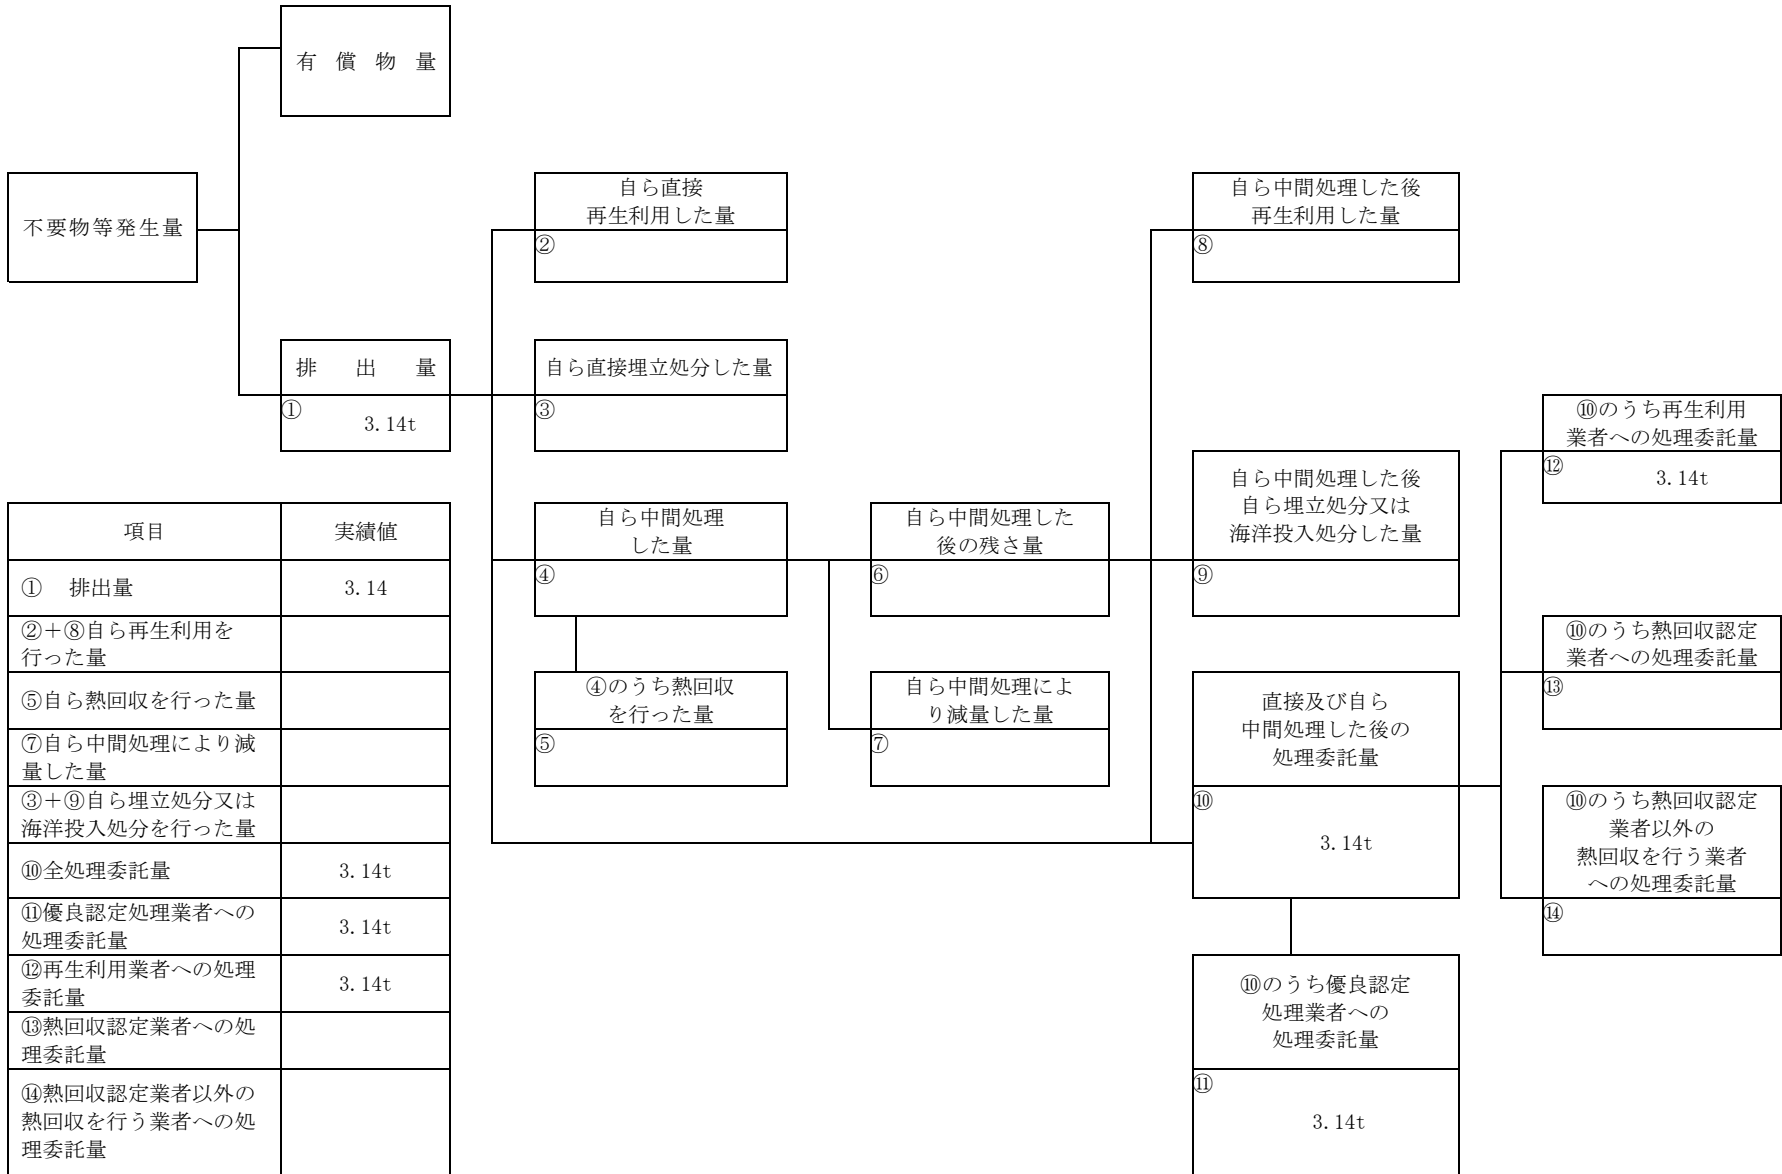 有 償 物 量
不要物等発生量
自ら直接
再生利用した量
②
自ら中間処理した後
再生利用した量
⑧
排 出 量
①
3.14t
自ら直接埋立処分した量
③
⑩のうち再生利用
業者への処理委託量
⑫
3.14t
自ら中間処理
した量
④
自ら中間処理した
後の残さ量
⑥
自ら中間処理した後
自ら埋立処分又は
海洋投入処分した量
⑨
⑩のうち熱回収認定
業者への処理委託量
⑬
④のうち熱回収
を行った量
⑤
自ら中間処理によ
り減量した量
⑦
直接及び自ら
中間処理した後の
処理委託量
⑩
3.14t
⑩のうち熱回収認定
業者以外の
熱回収を行う業者
への処理委託量
⑭
⑩のうち優良認定
処理業者への
処理委託量
⑪
3.14t
項目 実績値
① 排出量 3.14
②+⑧自ら再生利用を
行った量
⑤自ら熱回収を行った量
⑦自ら中間処理により減
量した量
③+⑨自ら埋立処分又は
海洋投入処分を行った量
⑩全処理委託量 3.14t
⑪優良認定処理業者への
処理委託量 3.14t
⑫再生利用業者への処理
委託量 3.14t
⑬熱回収認定業者への処
理委託量
⑭熱回収認定業者以外の
熱回収を行う業者への処
理委託量